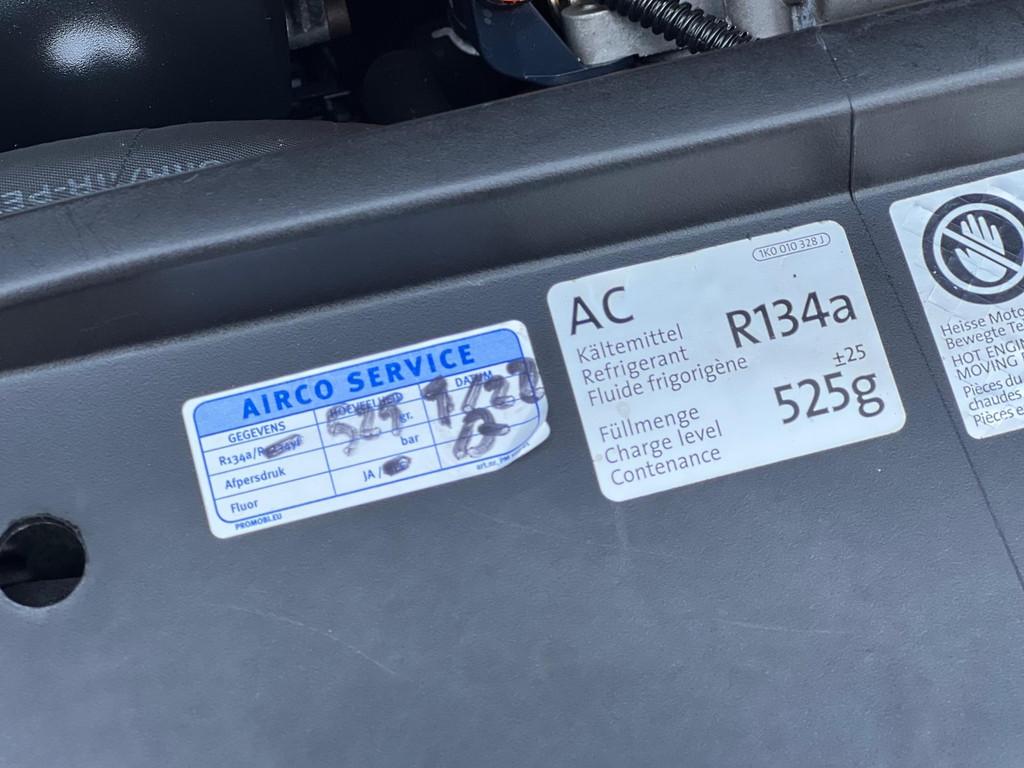 AIRCO SERVICE
GEGEVENS HOEVEELHEID DATUM
R134a/
Afpersdruk bar
Fluor JA /
PROMOBI.EU
1K0 010 328 J
AC
R134a
Kältemittel
Refrigerant
Fluide frigorigène
±25
525g
Füllmenge
Charge level
Contenance
Heisse Moto
Bewegte Te
HOT ENGIN
MOVING
Pièces du
chaudes
Pièces e